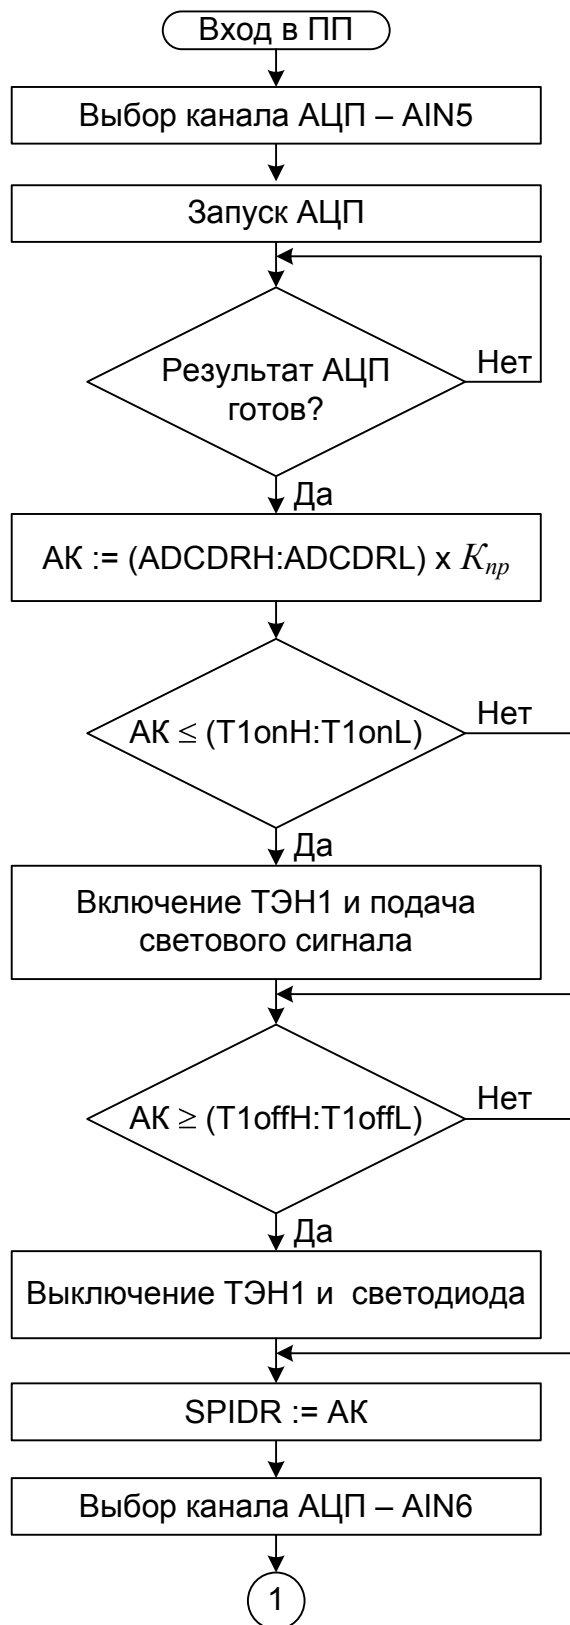 Вход в ПП
Выбор канала АЦП – AIN5
Запуск АЦП
Результат АЦП
готов?
Нет
Да
АК := (ADCDRH:ADCDRL) x Kпр
АК ≤ (T1onH:T1onL)
Нет
Да
Включение ТЭН1 и подача
светового сигнала
АК ≥ (T1offH:T1offL)
Нет
Да
Выключение ТЭН1 и светодиода
SPIDR := АК
Выбор канала АЦП – AIN6
1